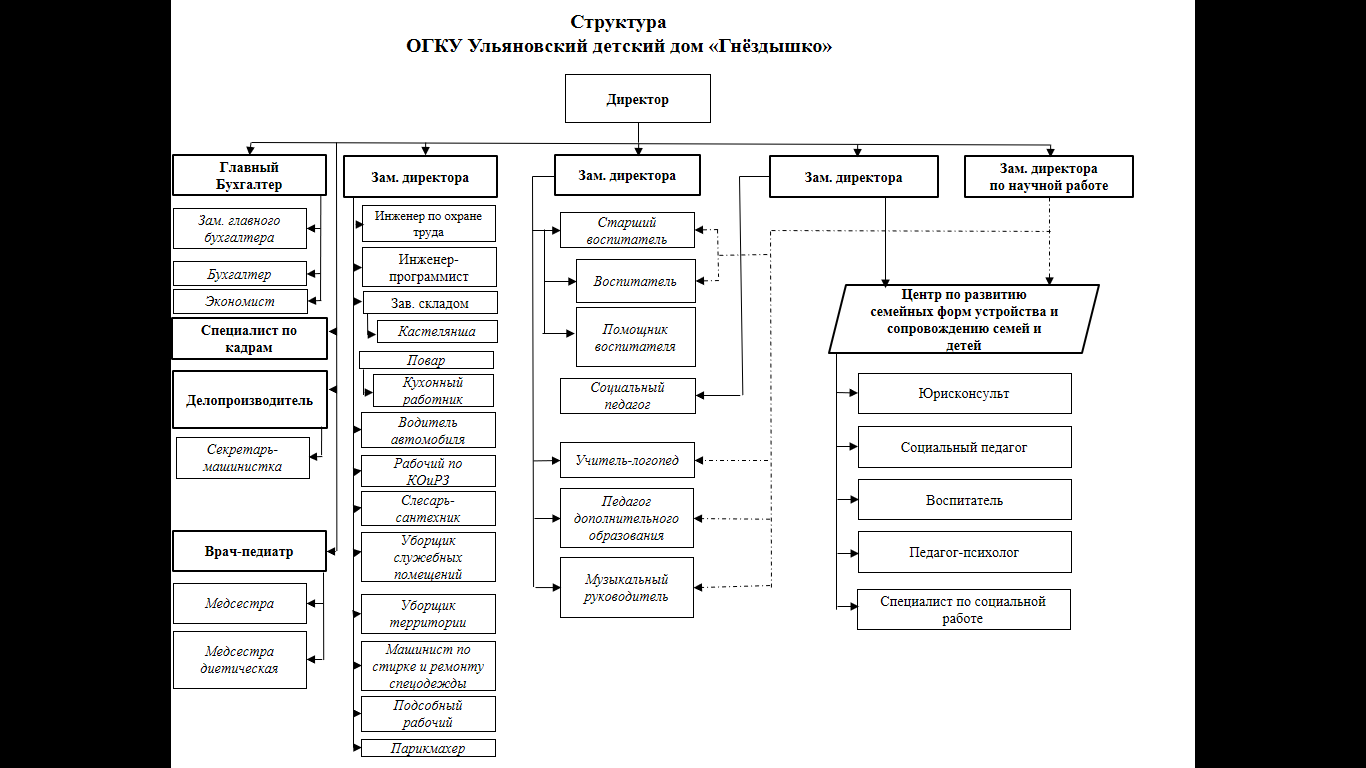 Структура
ОГКУ Ульяновский детский дом «Гнёздышко»
Директор
Главный
Бухгалтер
Зам. директора
Зам. директора
Зам. директора
Зам. директора
по научной работе
Зам. главного
бухгалтера
Бухгалтер
Экономист
Специалист по
кадрам
Делопроизводитель
Секретарь-
машинистка
Врач-педиатр
Медсестра
Медсестра
диетическая
Инженер по охране
труда
Инженер-
программист
Зав. складом
Кастелянша
Повар
Кухонный
работник
Водитель
автомобиля
Рабочий по
КОиРЗ
Слесарь-
сантехник
Уборщик
служебных
помещений
Уборщик
территории
Машинист по
стирке и ремонту
спецодежды
Подсобный
рабочий
Парикмахер
Старший
воспитатель
Воспитатель
Помощник
воспитателя
Социальный
педагог
Учитель-логопед
Педагог
дополнительного
образования
Музыкальный
руководитель
Центр по развитию
семейных форм устройства и
сопровождению семей и
детей
Юрисконсульт
Социальный педагог
Воспитатель
Педагог-психолог
Специалист по социальной
работе